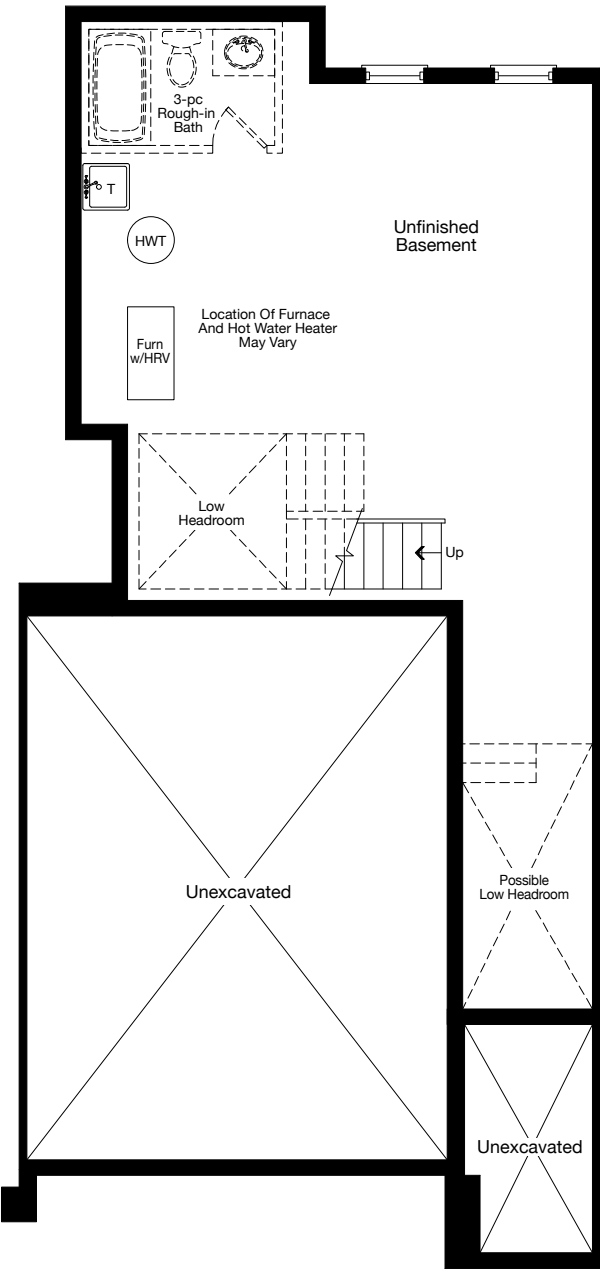 3-pc
Rough-in
Bath
T
HWT
Unfinished
Basement
Location Of Furnace
And Hot Water Heater
May Vary
Furn
w/HRV
Low
Headroom
Up
Possible
Low Headroom
Unexcavated
Unexcavated